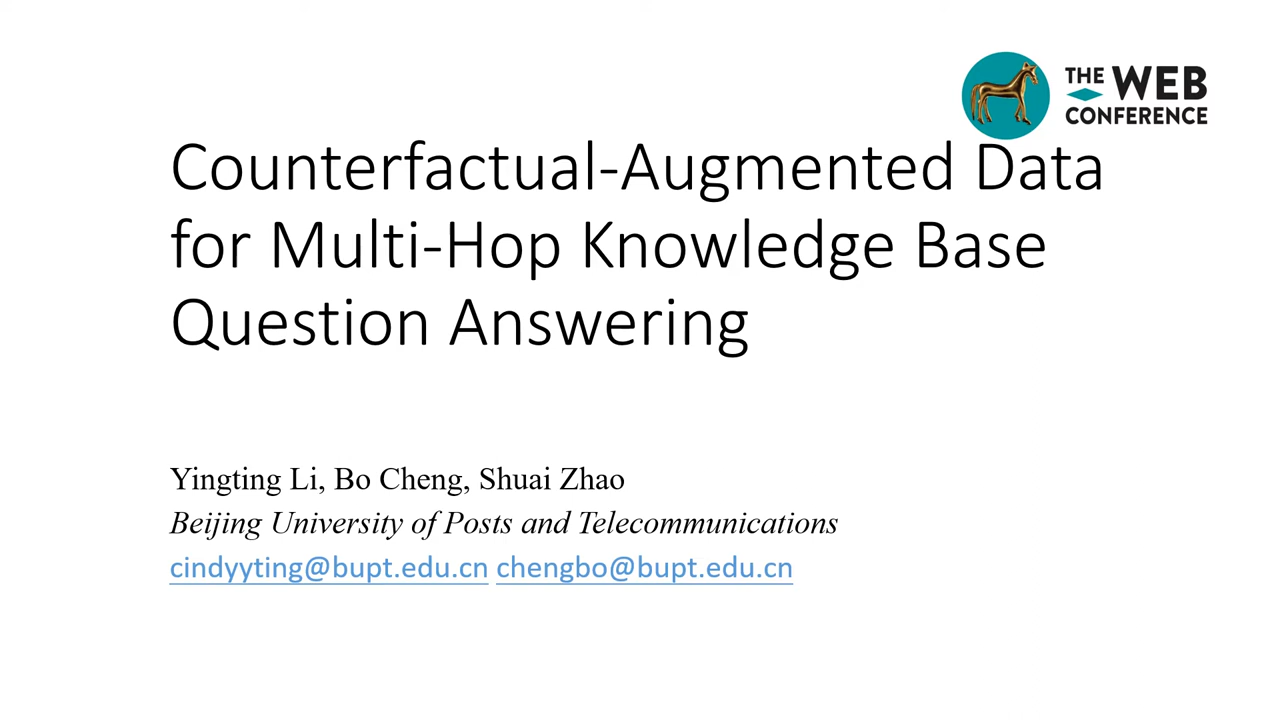 THE WEB
CONFERENCE
Counterfactual-Augmented Data
for Multi-Hop Knowledge Base
Question Answering
Yingting Li, Bo Cheng, Shuai Zhao
Beijing University of Posts and Telecommunications
cindyyting@bupt.edu.cn chengbo@bupt.edu.cn